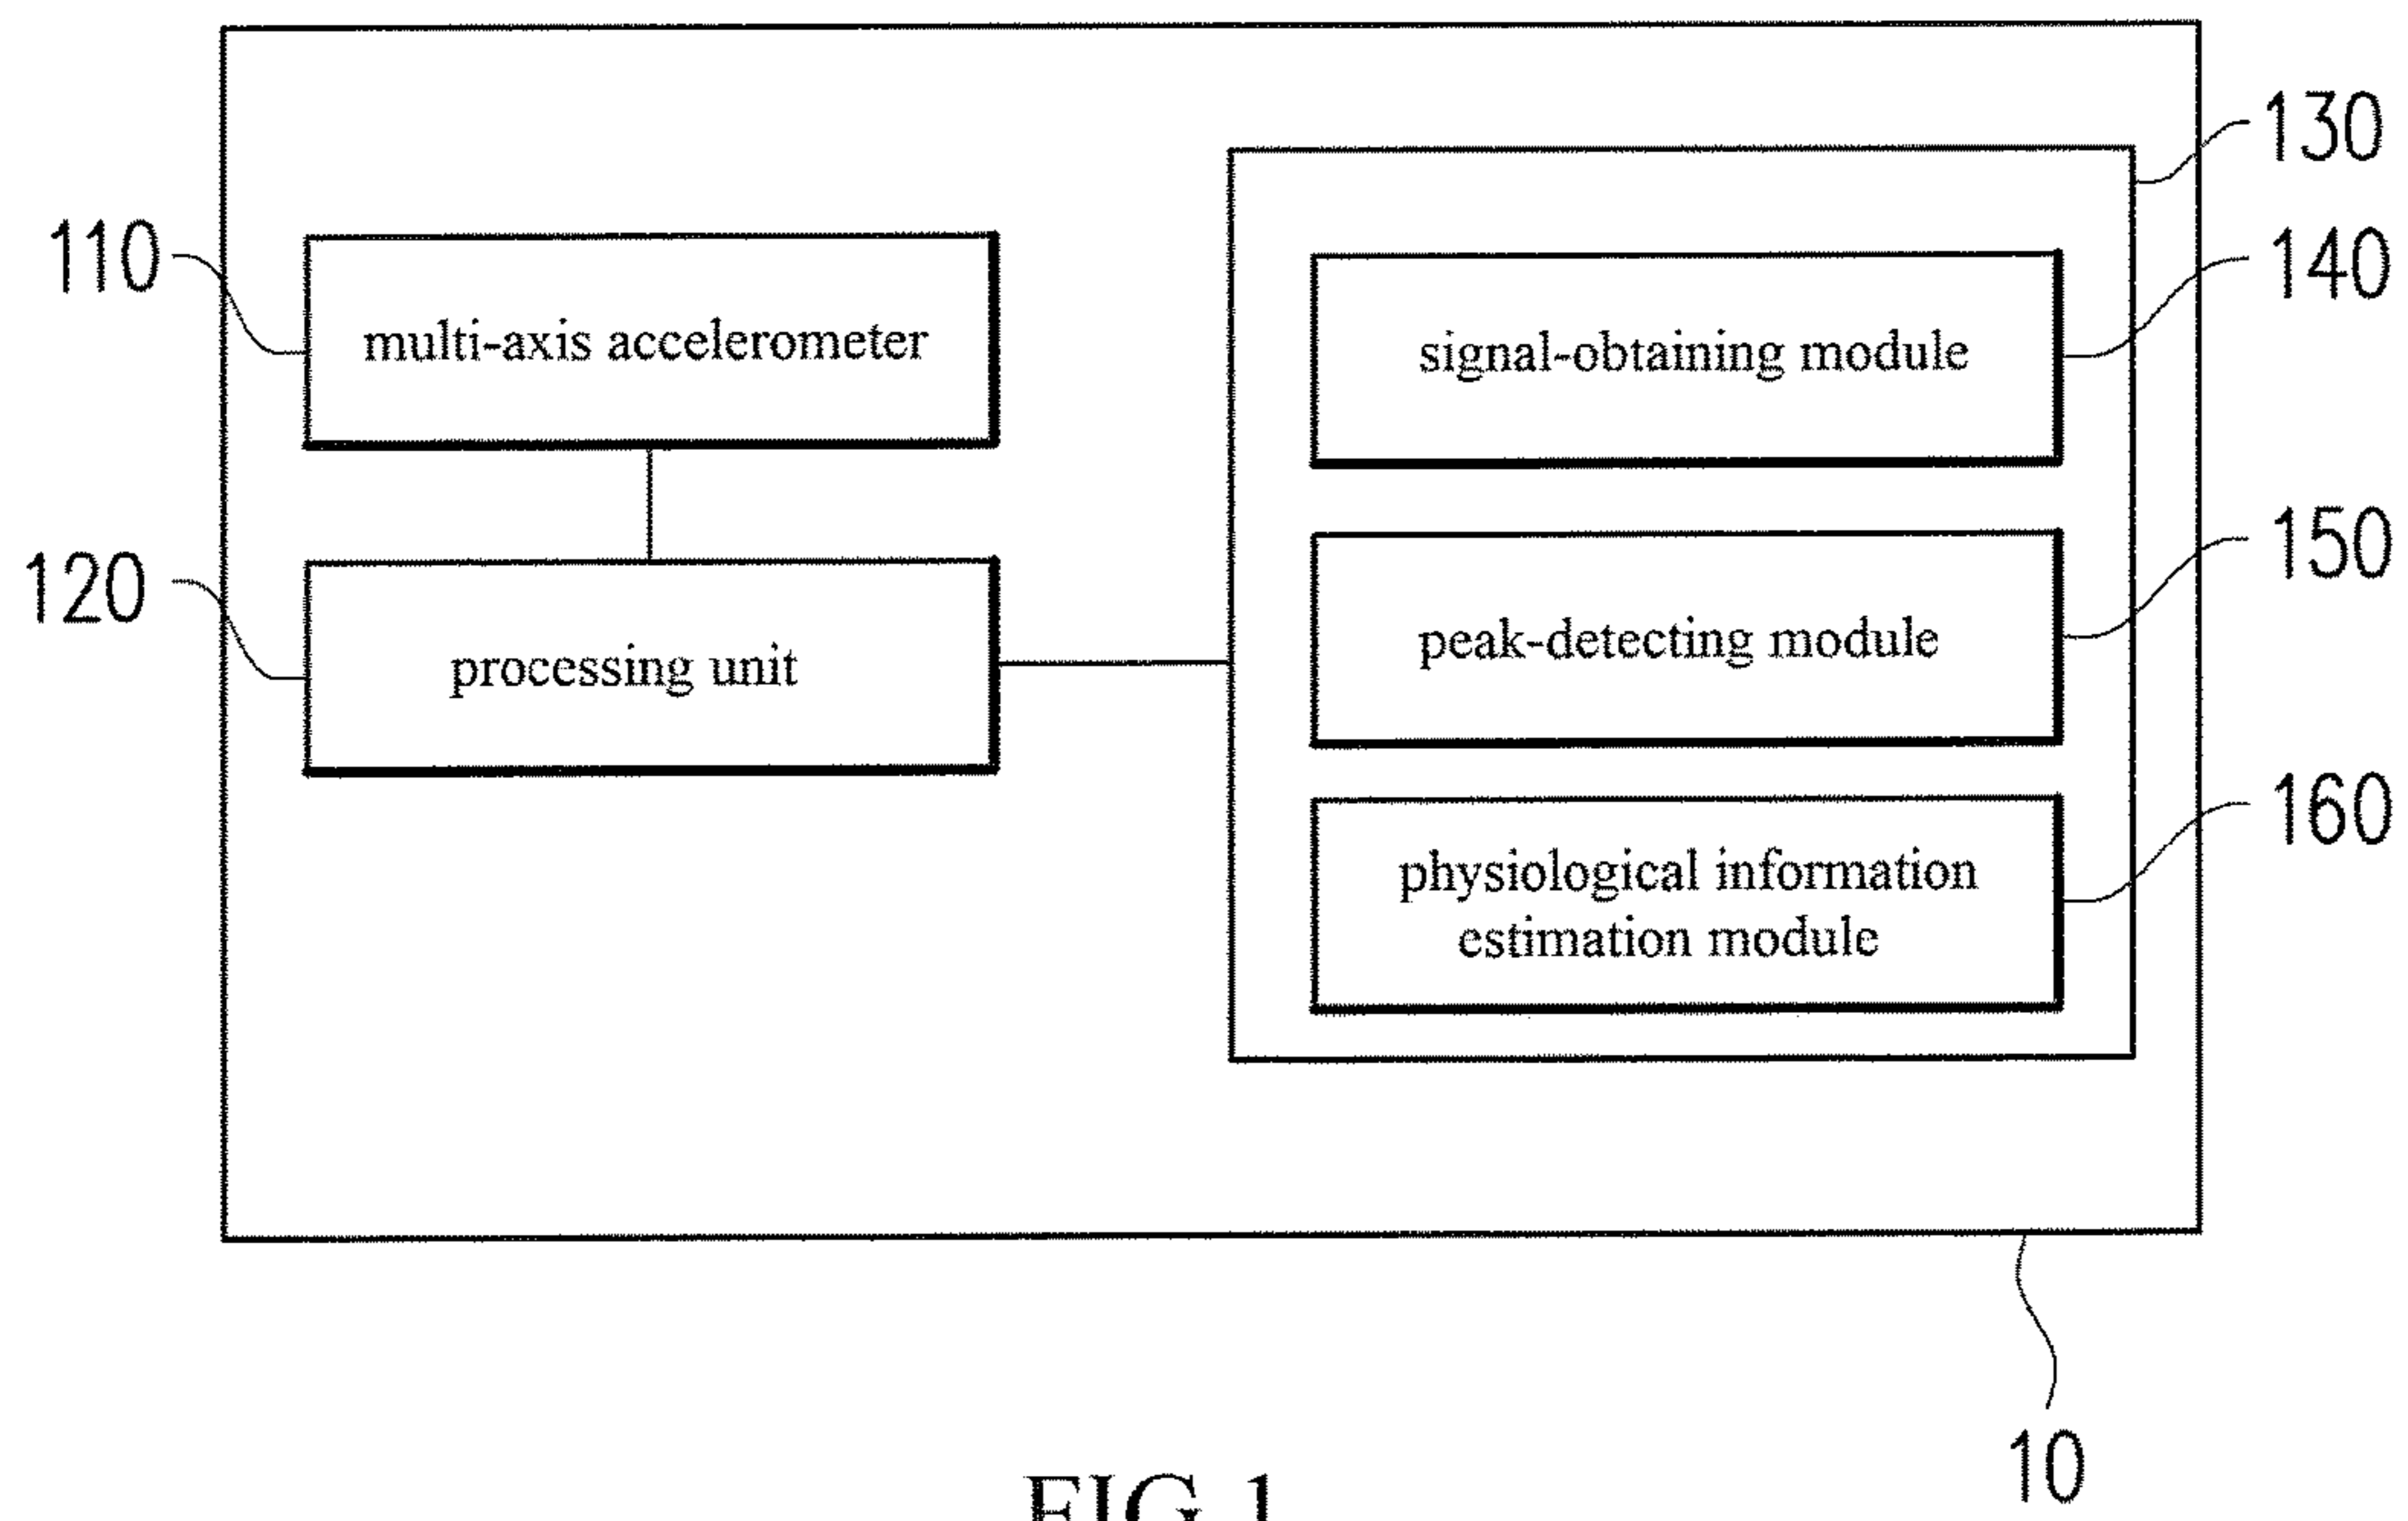 130
110
140
multi-axis accelerometer
signal-obtaining module
120
150
processing unit
peak-detecting module
160
physiological information
estimation module
10
FIG.1